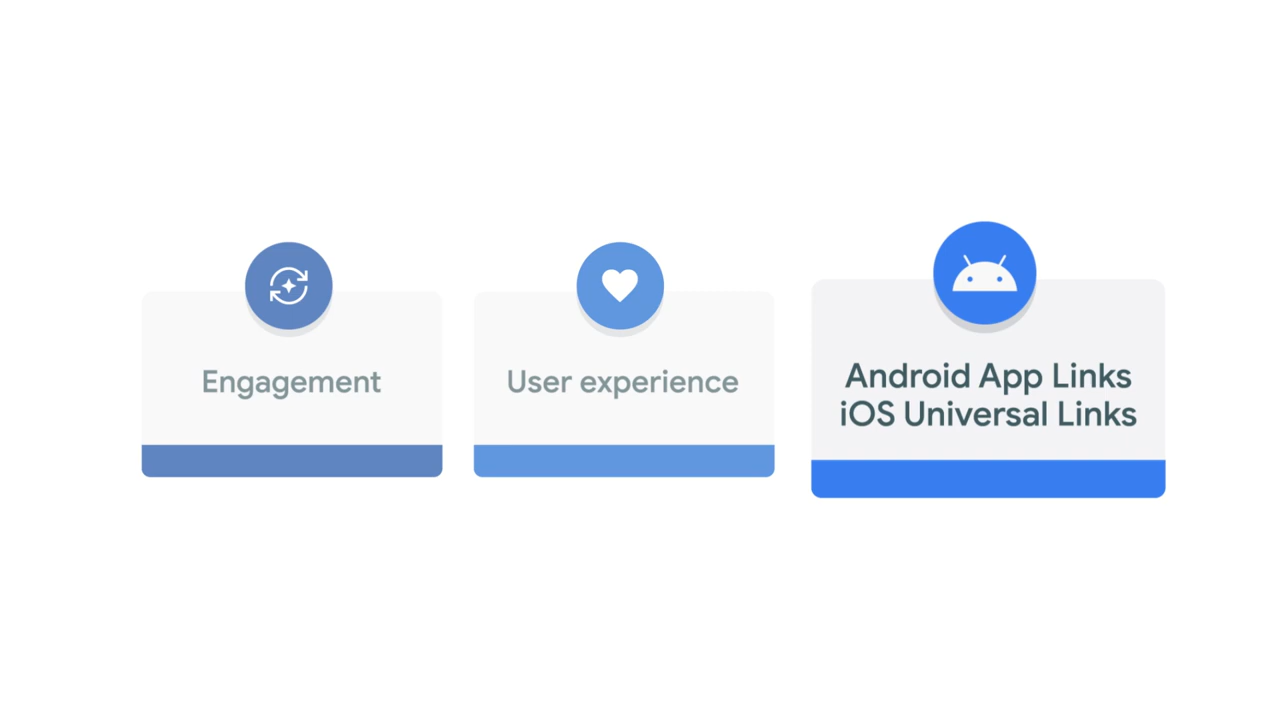 Engagement
User experience
Android App Links
iOS Universal Links